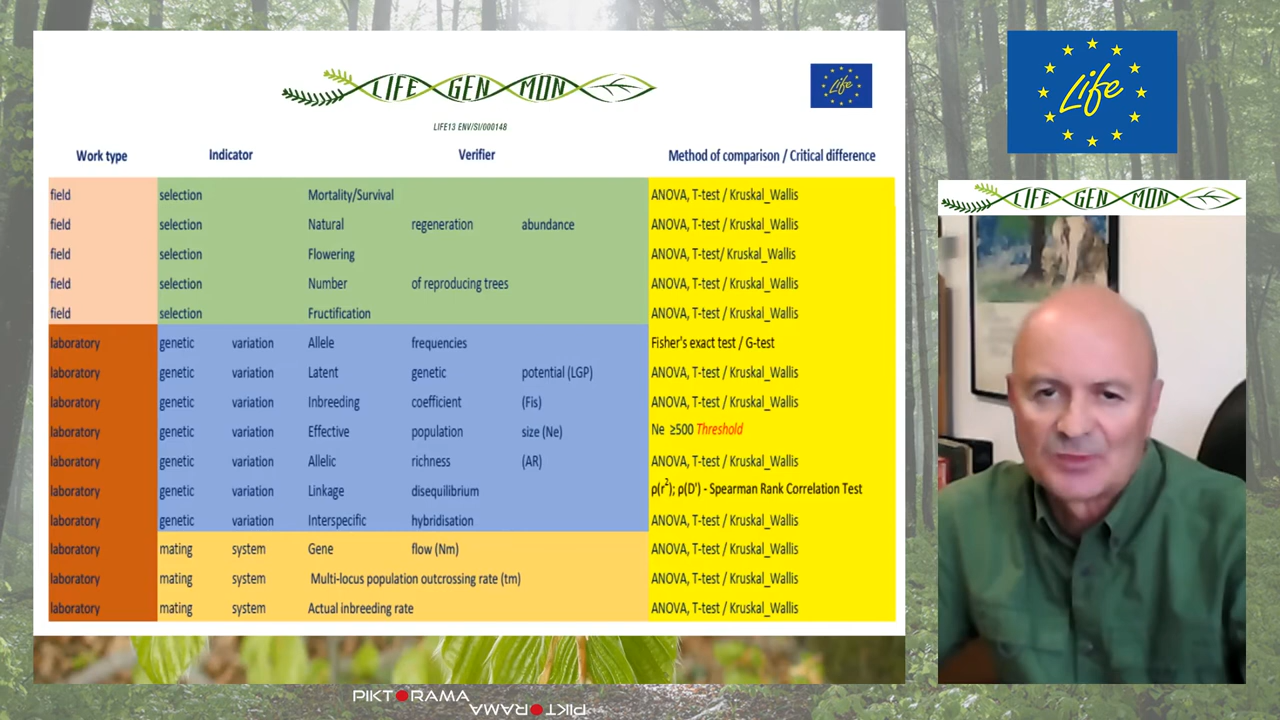 LIFE GEN MON
LIFE13 ENV/SI/000148
Life
Work type Indicator Verifier Method of comparison / Critical difference
field selection Mortality/Survival ANOVA, T-test / Kruskal_Wallis
field selection Natural regeneration abundance ANOVA, T-test / Kruskal_Wallis
field selection Flowering ANOVA, T-test/ Kruskal_Wallis
field selection Number of reproducing trees ANOVA, T-test / Kruskal_Wallis
field selection Fructification ANOVA, T-test / Kruskal_Wallis
laboratory genetic variation Allele frequencies Fisher's exact test / G-test
laboratory genetic variation Latent genetic potential (LGP) ANOVA, T-test / Kruskal_Wallis
laboratory genetic variation Inbreeding coefficient (Fis) ANOVA, T-test / Kruskal_Wallis
laboratory genetic variation Effective population size (Ne) Ne ≥500 Threshold
laboratory genetic variation Allelic richness (AR) ANOVA, T-test / Kruskal_Wallis
laboratory genetic variation Linkage disequilibrium ρ(r²); ρ(D') - Spearman Rank Correlation Test
laboratory genetic variation Interspecific hybridisation ANOVA, T-test / Kruskal_Wallis
laboratory mating system Gene flow (Nm) ANOVA, T-test / Kruskal_Wallis
laboratory mating system Multi-locus population outcrossing rate (tm) ANOVA, T-test / Kruskal_Wallis
laboratory mating system Actual inbreeding rate ANOVA, T-test / Kruskal_Wallis
Life
LIFE GEN MON
PIKTORAMA
PIKTORAMA